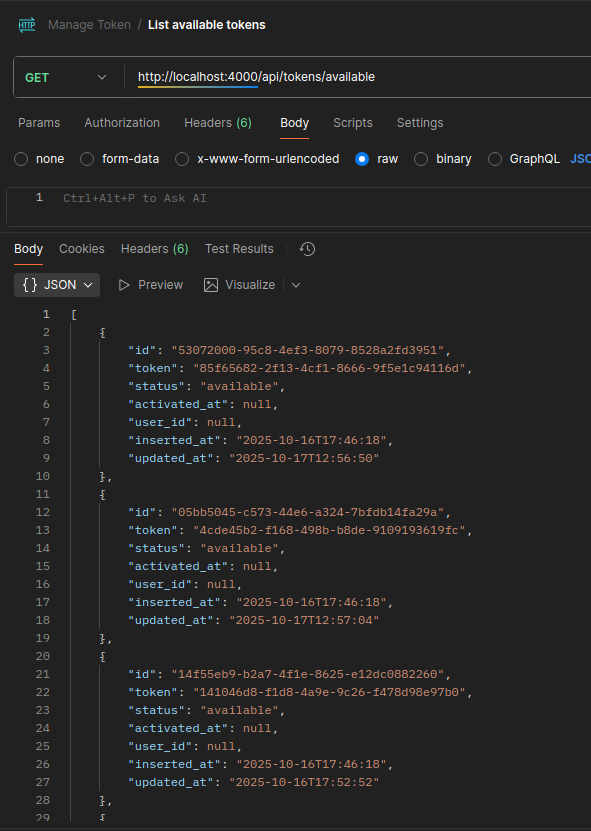 HTTP Manage Token / List available tokens
GET http://localhost:4000/api/tokens/available
Params Authorization Headers (6) Body Scripts Settings
none form-data x-www-form-urlencoded raw binary GraphQL JSO
1 Ctrl+Alt+P to Ask AI
Body Cookies Headers (6) Test Results
{} JSON Preview Visualize
1 [
2 {
3 "id": "53072000-95c8-4ef3-8079-8528a2fd3951",
4 "token": "85f65682-2f13-4cf1-8666-9f5e1c94116d",
5 "status": "available",
6 "activated_at": null,
7 "user_id": null,
8 "inserted_at": "2025-10-16T17:46:18",
9 "updated_at": "2025-10-17T12:56:50"
10 },
11 {
12 "id": "05bb5045-c573-44e6-a324-7bfdb14fa29a",
13 "token": "4cde45b2-f168-498b-b8de-9109193619fc",
14 "status": "available",
15 "activated_at": null,
16 "user_id": null,
17 "inserted_at": "2025-10-16T17:46:18",
18 "updated_at": "2025-10-17T12:57:04"
19 },
20 {
21 "id": "14f55eb9-b2a7-4f1e-8625-e12dc0882260",
22 "token": "141046d8-f1d8-4a9e-9c26-f478d98e97b0",
23 "status": "available",
24 "activated_at": null,
25 "user_id": null,
26 "inserted_at": "2025-10-16T17:46:18",
27 "updated_at": "2025-10-16T17:52:52"
28 },
29 {